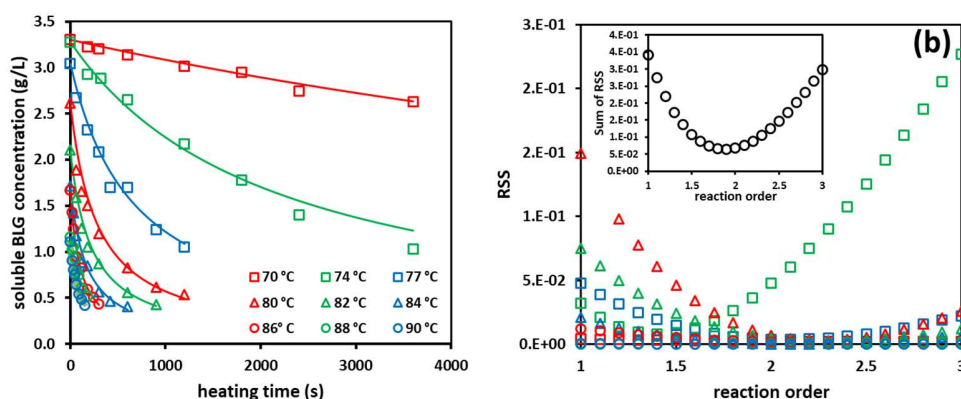 soluble BLG concentration (g/L)
3.5
3.0
2.5
2.0
1.5
1.0
0.5
0.0
70 °C 74 °C 77 °C
80 °C 82 °C 84 °C
86° C 88 °C 90 °C
0 1000 2000 3000 4000
heating time (s)
(b)
RSS
3.E-01
2.E-01
2.E-01
1.E-01
5.E-02
0.E+00
1 1.5 2 2.5 3
reaction order
Sum of RSS
4.E-01
3.E-01
3.E-01
2.E-01
2.E-01
1.E-01
5.E-02
0.E+00
1 1.5 2 2.5 3
reaction order